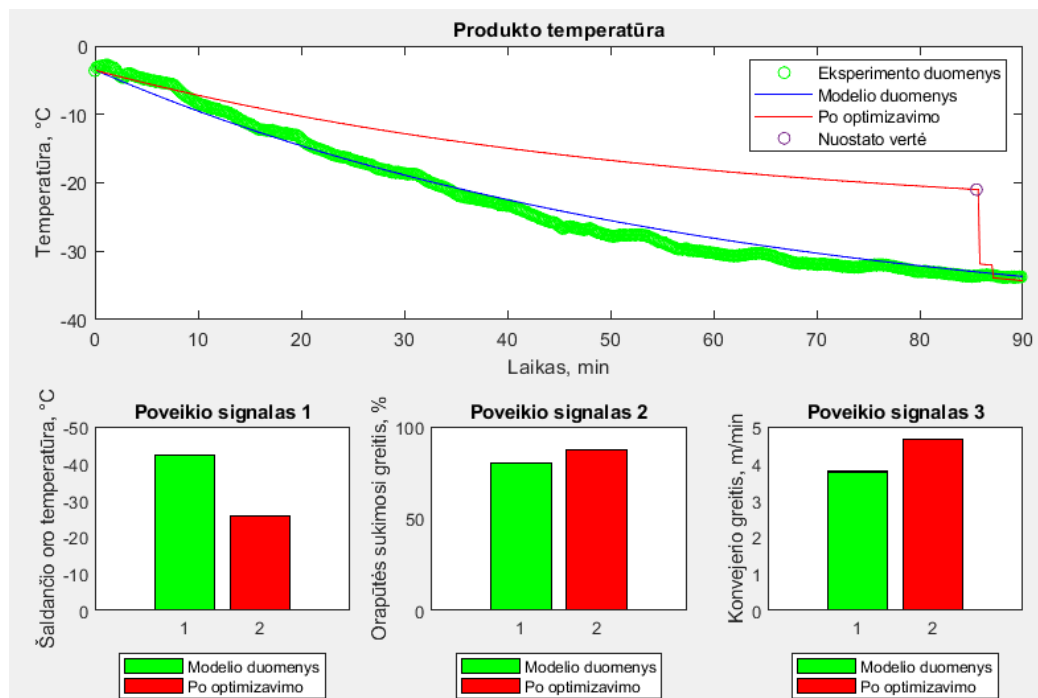 Produkto temperatūra
0
-10
-20
-30
-40
Temperatūra, °C
Eksperimento duomenys
Modelio duomenys
Po optimizavimo
Nuostato vertė
0 10 20 30 40 50 60 70 80 90
Laikas, min
Poveikio signalas 1
Šaldančio oro temperatūra, °C
-50
-40
-30
-20
-10
0
1 2
Modelio duomenys
Po optimizavimo
Poveikio signalas 2
Orapūtės sukimosi greitis, %
100
50
0
1 2
Modelio duomenys
Po optimizavimo
Poveikio signalas 3
Konvejerio greitis, m/min
5
4
3
2
1
0
1 2
Modelio duomenys
Po optimizavimo